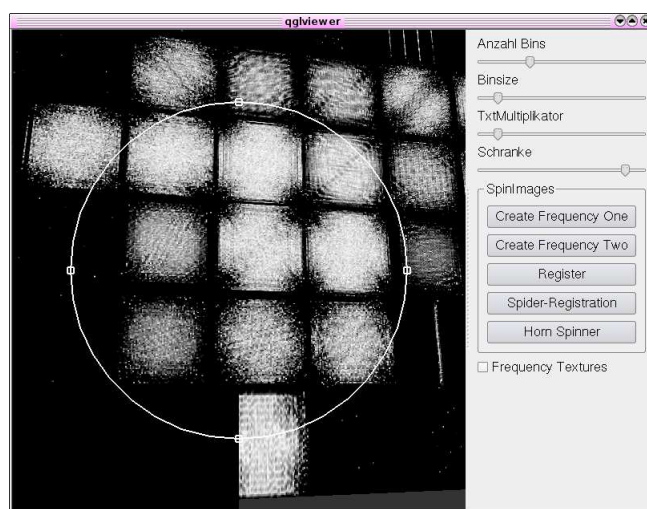 qglviewer
Anzahl Bins
Binsize
TxtMultiplikator
Schranke
SpinImages
Create Frequency One
Create Frequency Two
Register
Spider-Registration
Horn Spinner
Frequency Textures